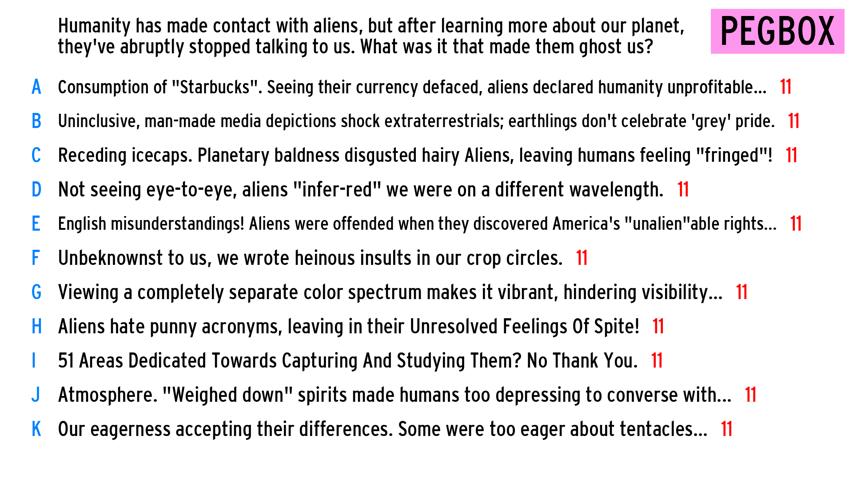 Humanity has made contact with aliens, but after learning more about our planet,
they've abruptly stopped talking to us. What was it that made them ghost us?
PEGBOX
A Consumption of "Starbucks". Seeing their currency defaced, aliens declared humanity unprofitable... 11
B Uninclusive, man-made media depictions shock extraterrestrials; earthlings don't celebrate 'grey' pride. 11
C Receding icecaps. Planetary baldness disgusted hairy Aliens, leaving humans feeling "fringed"! 11
D Not seeing eye-to-eye, aliens "infer-red" we were on a different wavelength. 11
E English misunderstandings! Aliens were offended when they discovered America's "unalien"able rights... 11
F Unbeknownst to us, we wrote heinous insults in our crop circles. 11
G Viewing a completely separate color spectrum makes it vibrant, hindering visibility... 11
H Aliens hate punny acronyms, leaving in their Unresolved Feelings Of Spite! 11
I 51 Areas Dedicated Towards Capturing And Studying Them? No Thank You. 11
J Atmosphere. "Weighed down" spirits made humans too depressing to converse with... 11
K Our eagerness accepting their differences. Some were too eager about tentacles... 11